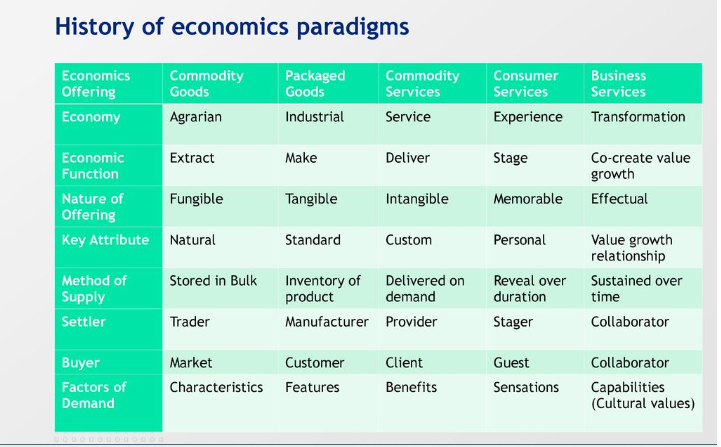 History of economics paradigms
Economics Offering | Commodity Goods | Packaged Goods | Commodity Services | Consumer Services | Business Services
Economy | Agrarian | Industrial | Service | Experience | Transformation
Economic Function | Extract | Make | Deliver | Stage | Co-create value growth
Nature of Offering | Fungible | Tangible | Intangible | Memorable | Effectual
Key Attribute | Natural | Standard | Custom | Personal | Value growth relationship
Method of Supply | Stored in Bulk | Inventory of product | Delivered on demand | Reveal over duration | Sustained over time
Settler | Trader | Manufacturer | Provider | Stager | Collaborator
Buyer | Market | Customer | Client | Guest | Collaborator
Factors of Demand | Characteristics | Features | Benefits | Sensations | Capabilities (Cultural values)